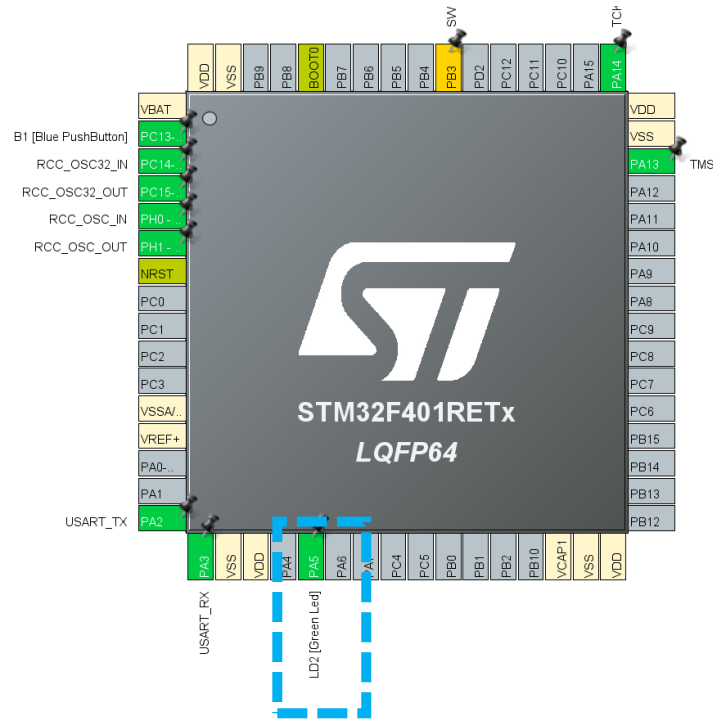 SW
TCK
VDD
VSS
PB9
PB8
BOOT0
PB7
PB6
PB5
PB4
PB3
PD2
PC12
PC11
PC10
PA15
PA14
VBAT
B1 [Blue PushButton] PC13-..
RCC_OSC32_IN PC14-..
RCC_OSC32_OUT PC15-..
RCC_OSC_IN PH0 - ..
RCC_OSC_OUT PH1 - ..
NRST
PC0
PC1
PC2
PC3
VSSA/..
VREF+
PA0-..
PA1
USART_TX PA2
STM32F401RETx
LQFP64
VDD
VSS
PA13 TMS
PA12
PA11
PA10
PA9
PA8
PC9
PC8
PC7
PC6
PB15
PB14
PB13
PB12
PA3
VSS
VDD
PA4
PA5
PA6
PC4
PC5
PB0
PB1
PB2
PB10
VCAP1
VSS
VDD
USART_RX
LD2 [Green Led]